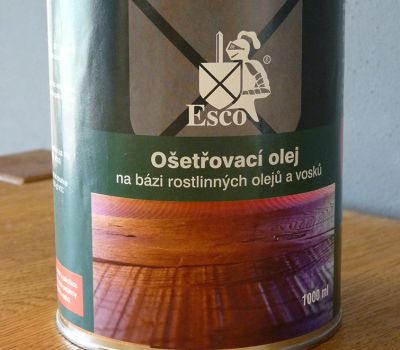 ®
Esco
Ošetřovací olej
na bázi rostlinných olejů a vosků
1000 ml